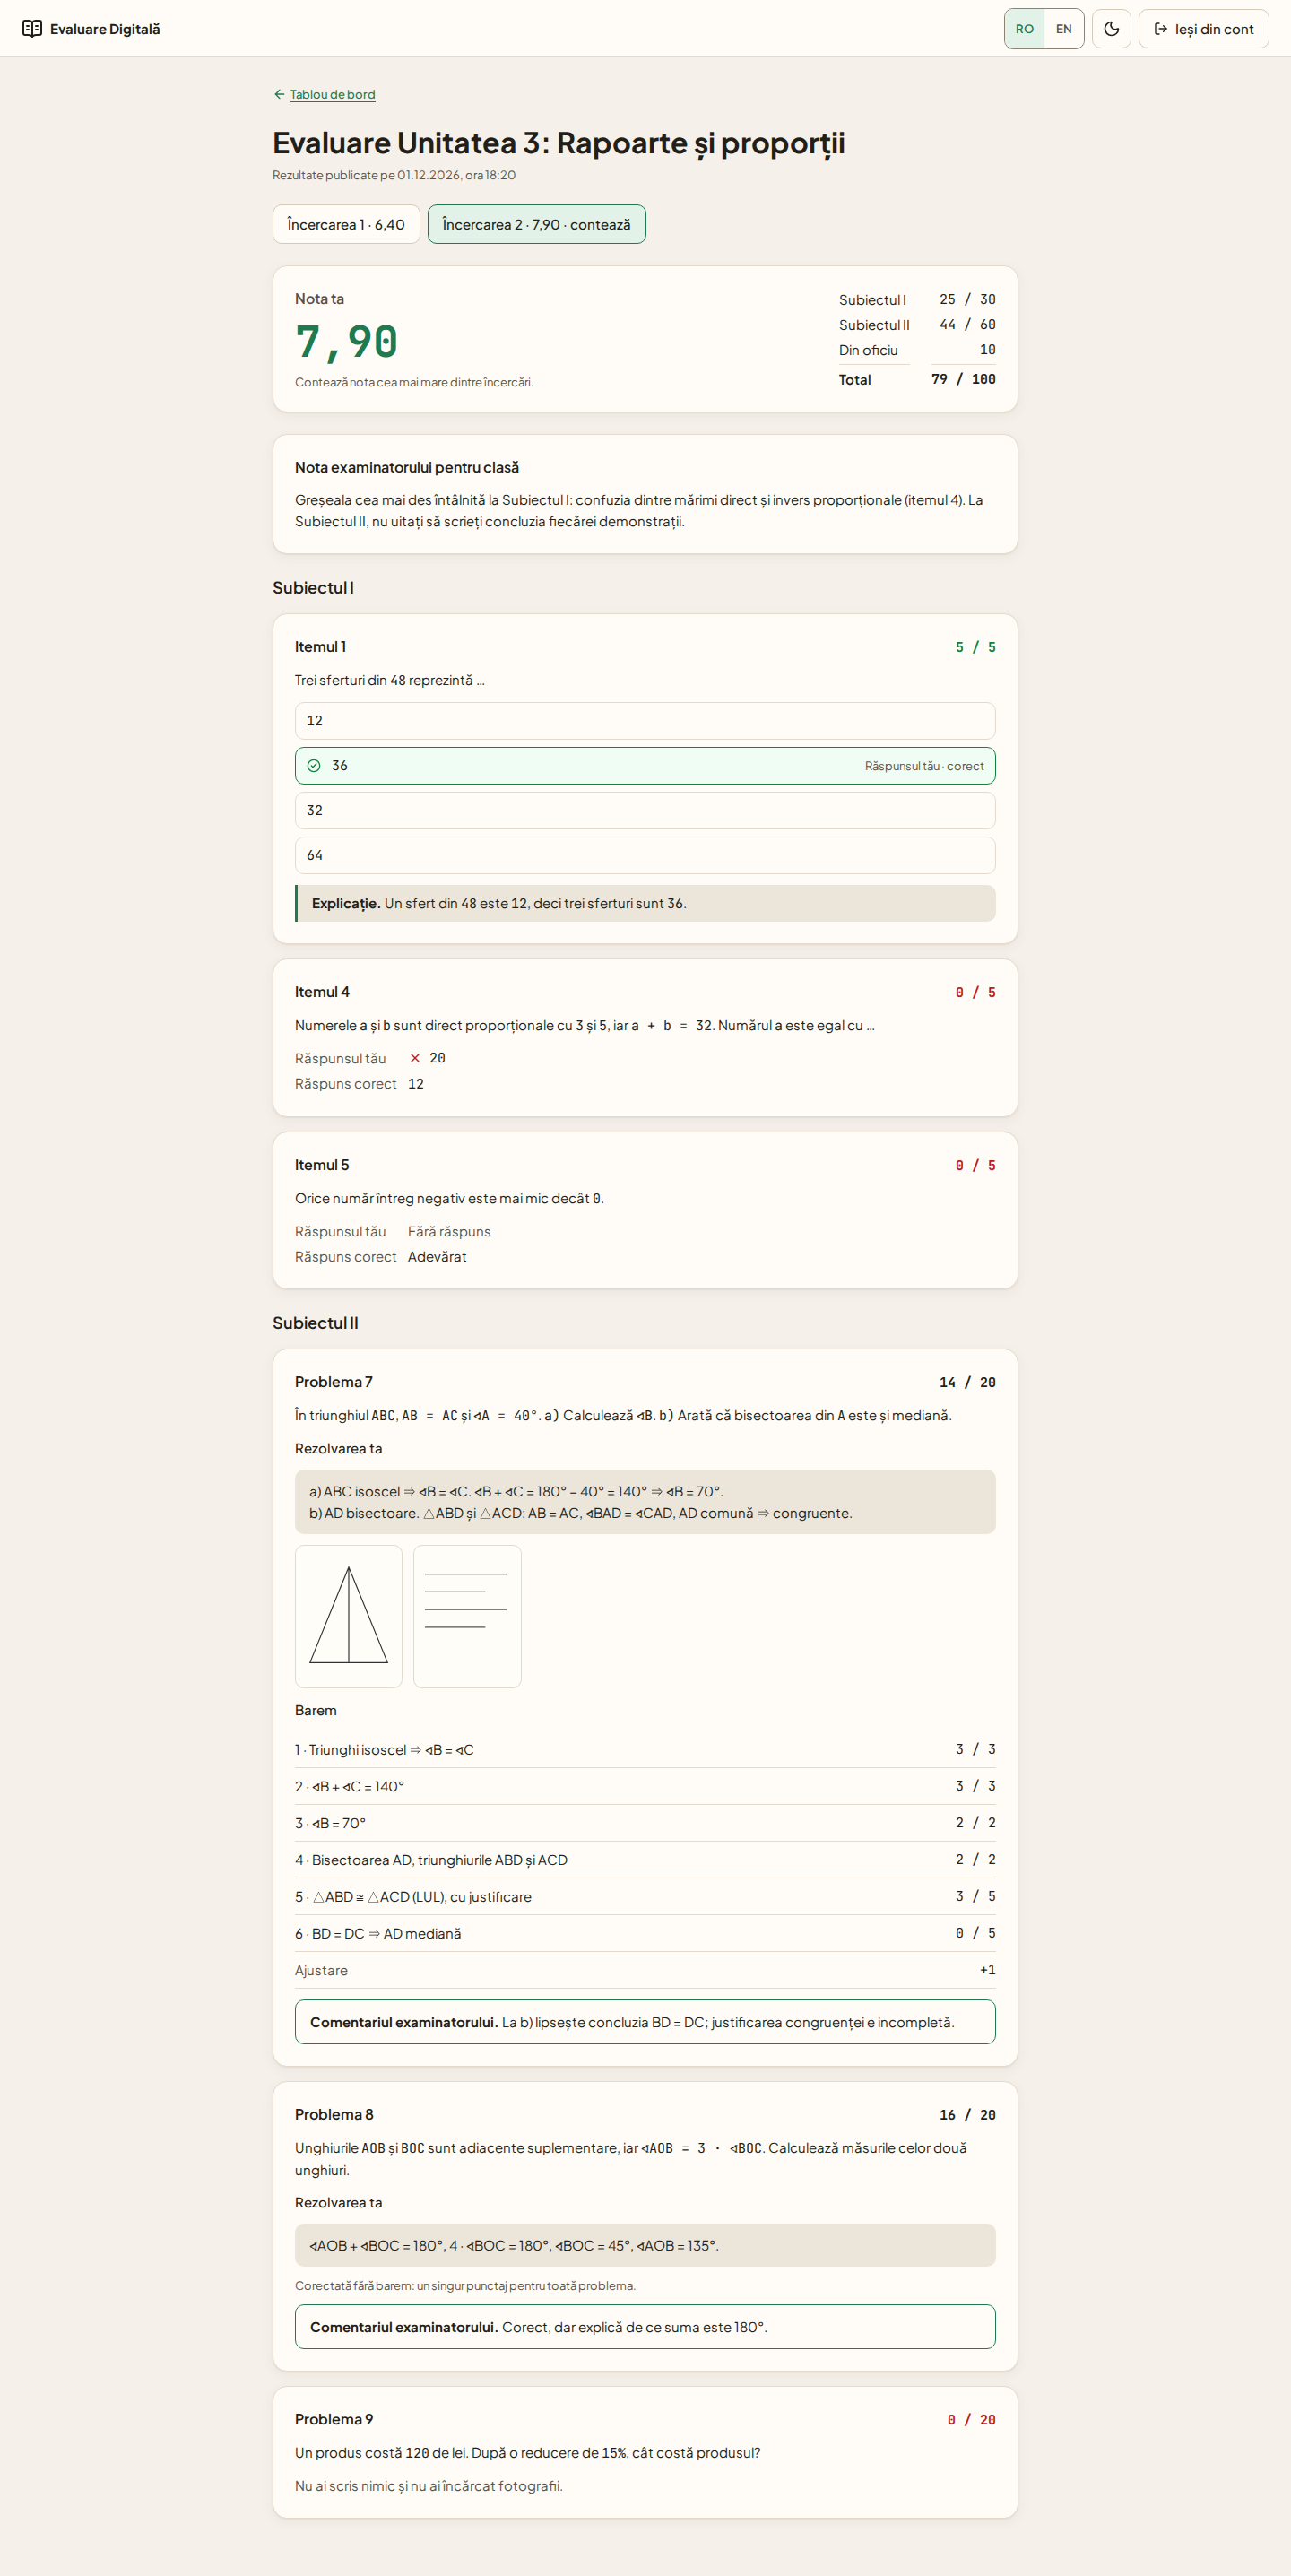 Evaluare Digitală
RO EN
Ieși din cont
Tablou de bord
Evaluare Unitatea 3: Rapoarte și proporții
Rezultate publicate pe 01.12.2026, ora 18:20
Încercarea 1 · 6,40
Încercarea 2 · 7,90 · contează
Nota ta
7,90
Contează nota cea mai mare dintre încercări.
Subiectul I 25 / 30
Subiectul II 44 / 60
Din oficiu 10
Total 79 / 100
Nota examinatorului pentru clasă
Greșeala cea mai des întâlnită la Subiectul I: confuzia dintre mărimi direct și invers proporționale (itemul 4). La
Subiectul II, nu uitați să scrieți concluzia fiecărei demonstrații.
Subiectul I
Itemul 1 5 / 5
Trei sferturi din 48 reprezintă …
12
36 Răspunsul tău · corect
32
64
Explicație. Un sfert din 48 este 12, deci trei sferturi sunt 36.
Itemul 4 0 / 5
Numerele a și b sunt direct proporționale cu 3 și 5, iar a + b = 32. Numărul a este egal cu …
Răspunsul tău 20
Răspuns corect 12
Itemul 5 0 / 5
Orice număr întreg negativ este mai mic decât 0.
Răspunsul tău Fără răspuns
Răspuns corect Adevărat
Subiectul II
Problema 7 14 / 20
În triunghiul ABC, AB = AC și ∢A = 40°. a) Calculează ∢B. b) Arată că bisectoarea din A este și mediană.
Rezolvarea ta
a) ABC isoscel ⇒ ∢B = ∢C. ∢B + ∢C = 180° − 40° = 140° ⇒ ∢B = 70°.
b) AD bisectoare. △ABD și △ACD: AB = AC, ∢BAD = ∢CAD, AD comună ⇒ congruente.
Barem
1 · Triunghi isoscel ⇒ ∢B = ∢C 3 / 3
2 · ∢B + ∢C = 140° 3 / 3
3 · ∢B = 70° 2 / 2
4 · Bisectoarea AD, triunghiurile ABD și ACD 2 / 2
5 · △ABD ≅ △ACD (LUL), cu justificare 3 / 5
6 · BD = DC ⇒ AD mediană 0 / 5
Ajustare +1
Comentariul examinatorului. La b) lipsește concluzia BD = DC; justificarea congruenței e incompletă.
Problema 8 16 / 20
Unghiurile AOB și BOC sunt adiacente suplementare, iar ∢AOB = 3 · ∢BOC. Calculează măsurile celor două
unghiuri.
Rezolvarea ta
∢AOB + ∢BOC = 180°, 4 · ∢BOC = 180°, ∢BOC = 45°, ∢AOB = 135°.
Corectată fără barem: un singur punctaj pentru toată problema.
Comentariul examinatorului. Corect, dar explică de ce suma este 180°.
Problema 9 0 / 20
Un produs costă 120 de lei. După o reducere de 15%, cât costă produsul?
Nu ai scris nimic și nu ai încărcat fotografii.